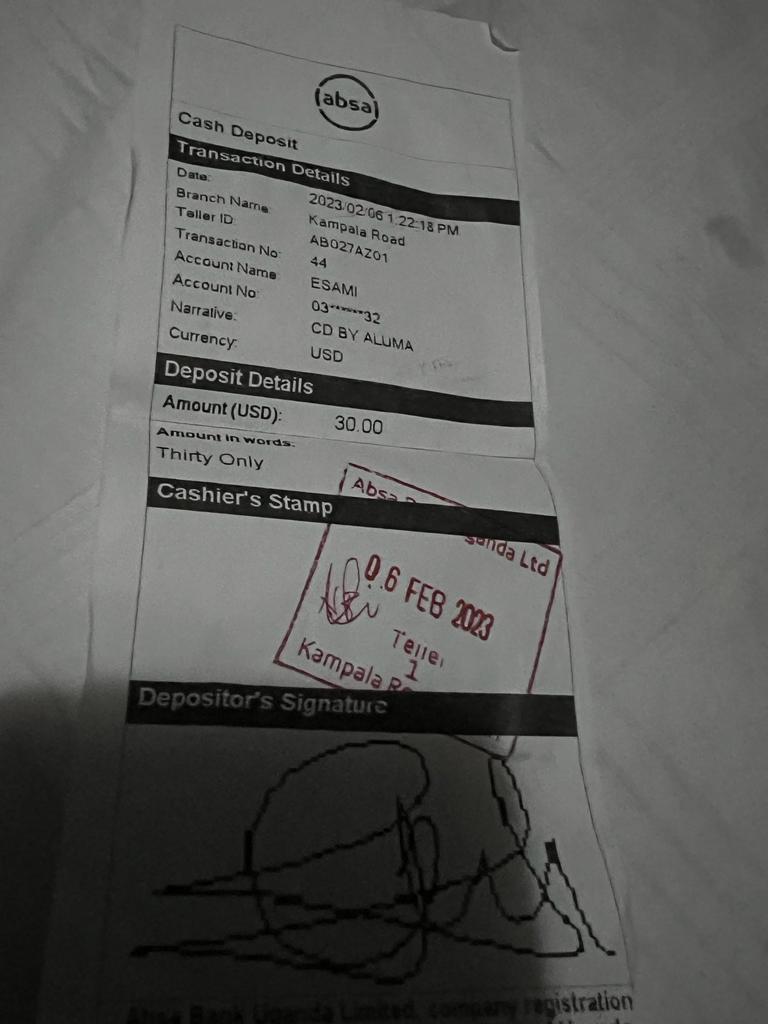 absa
Cash Deposit
Transaction Details
Date: 2023/02/06 1:22:18 PM
Branch Name Kampala Road
Teller ID: AB027AZ01
Transaction No: 44
Account Name ESAMI
Account No: 03******32
Narrative: CD BY ALUMA
Currency: USD
Deposit Details
Amount (USD): 30.00
Amount in words:
Thirty Only
Cashier's Stamp
Absa
Ltd
06 FEB 2023
Teller
1
Kampala
Depositor's Signature
Absa Bank Uganda Limited, company registration